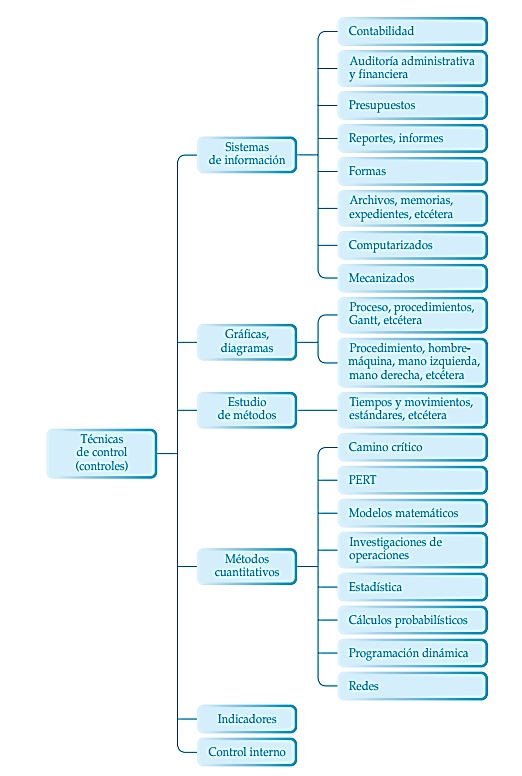 Técnicas
de control
(controles)
Sistemas
de información
Contabilidad
Auditoría administrativa
y financiera
Presupuestos
Reportes, informes
Formas
Archivos, memorias,
expedientes, etcétera
Computarizados
Mecanizados
Gráficas,
diagramas
Proceso, procedimientos,
Gantt, etcétera
Procedimiento, hombre-
máquina, mano izquierda,
mano derecha, etcétera
Estudio
de métodos
Tiempos y movimientos,
estándares, etcétera
Métodos
cuantitativos
Camino crítico
PERT
Modelos matemáticos
Investigaciones de
operaciones
Estadística
Cálculos probabilísticos
Programación dinámica
Redes
Indicadores
Control interno